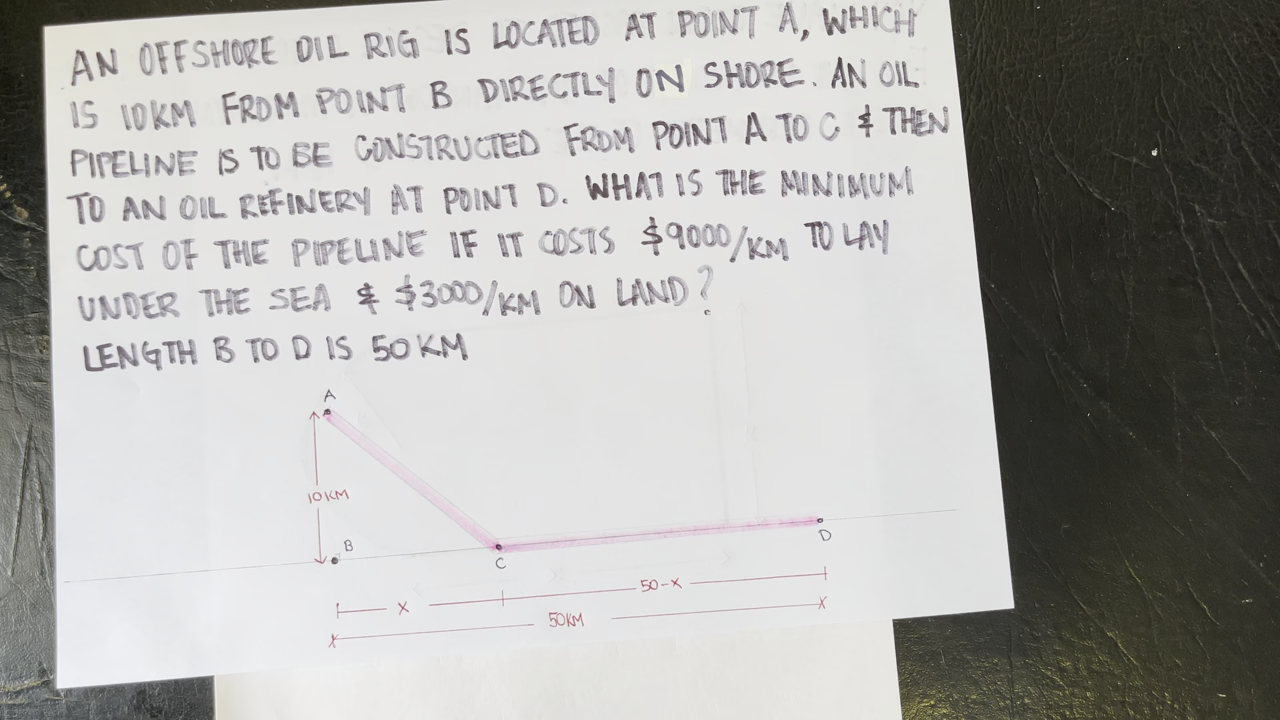 AN OFFSHORE OIL RIG IS LOCATED AT POINT A, WHICH
IS 10KM FROM POINT B DIRECTLY ON SHORE. AN OIL
PIPELINE IS TO BE CONSTRUCTED FROM POINT A TO C & THEN
TO AN OIL REFINERY AT POINT D. WHAT IS THE MINIMUM
COST OF THE PIPELINE IF IT COSTS $9000/KM TO LAY
UNDER THE SEA & $3000/KM ON LAND?
LENGTH B TO D IS 50KM
A
10KM
B
C
D
X
50-X
50KM